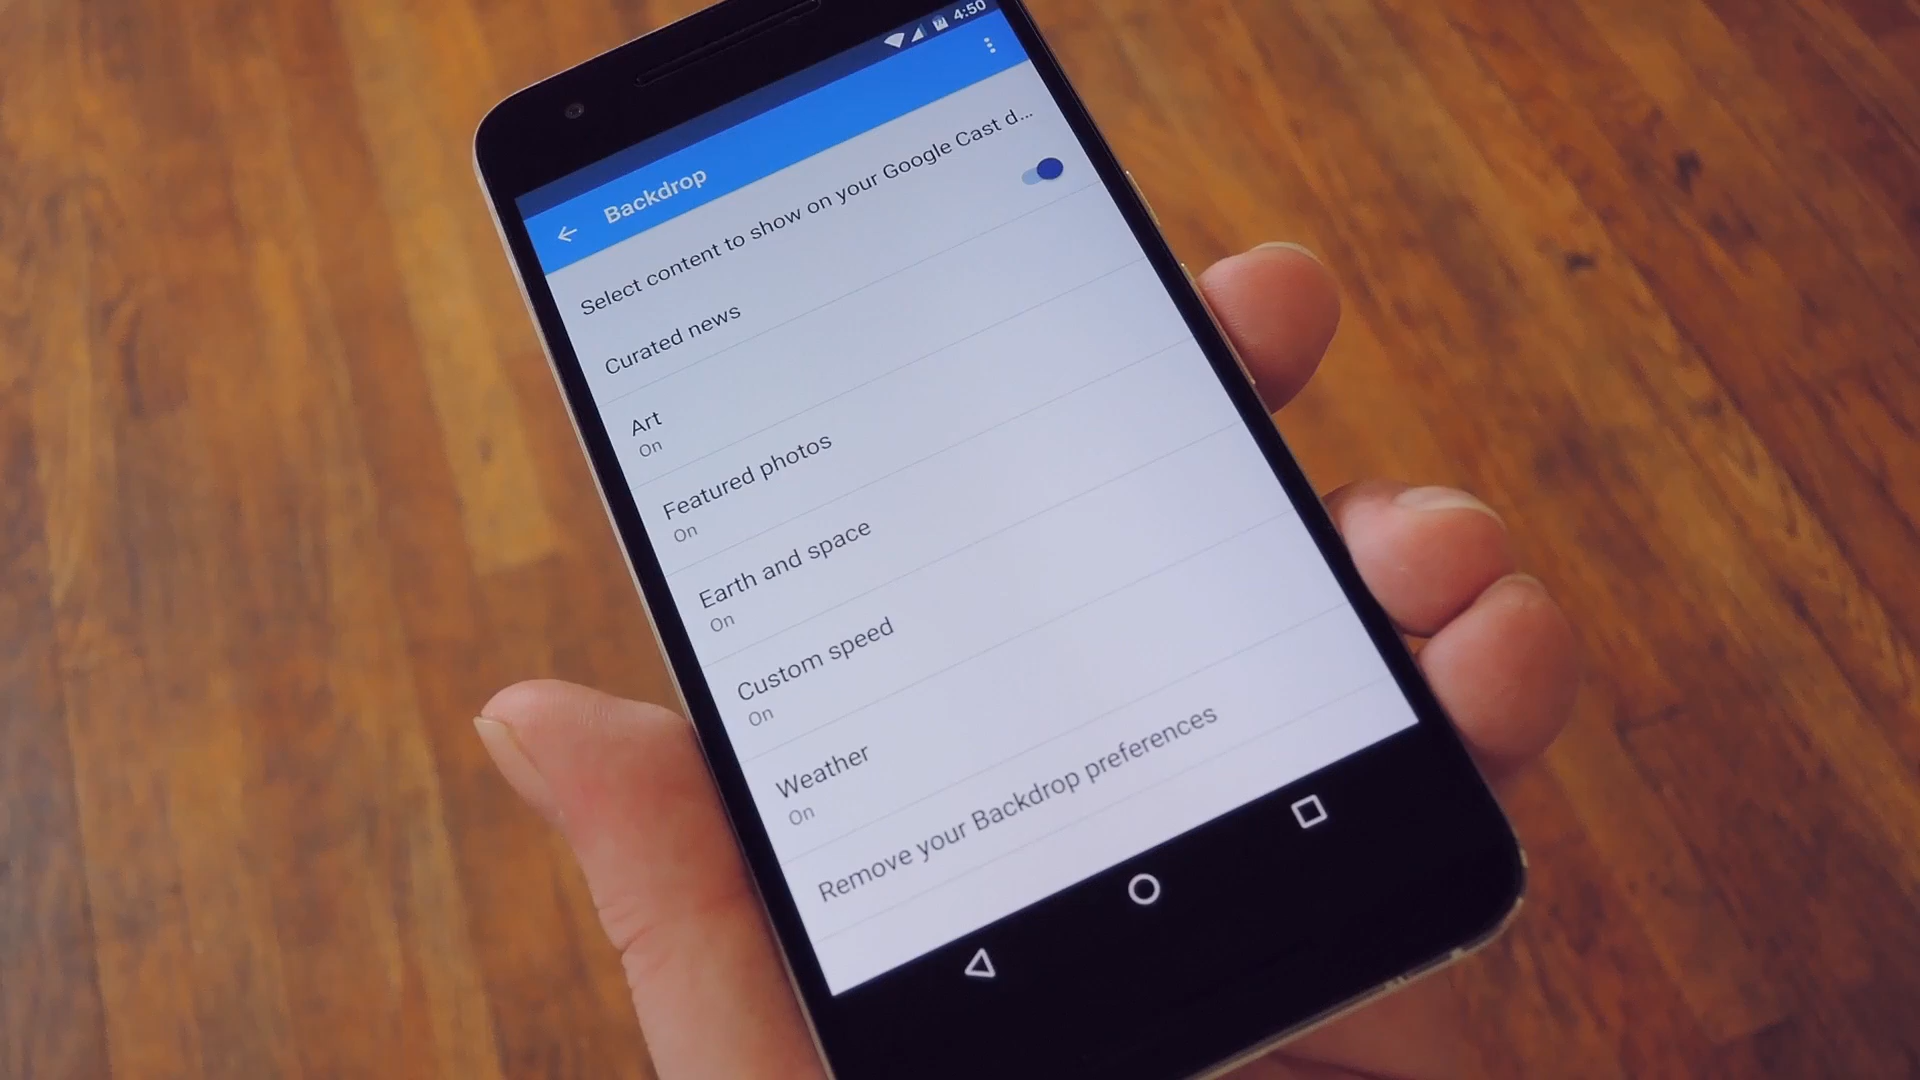 4:50
Backdrop
Select content to show on your Google Cast d...
Curated news
Art
On
Featured photos
On
Earth and space
On
Custom speed
On
Weather
On
Remove your Backdrop preferences